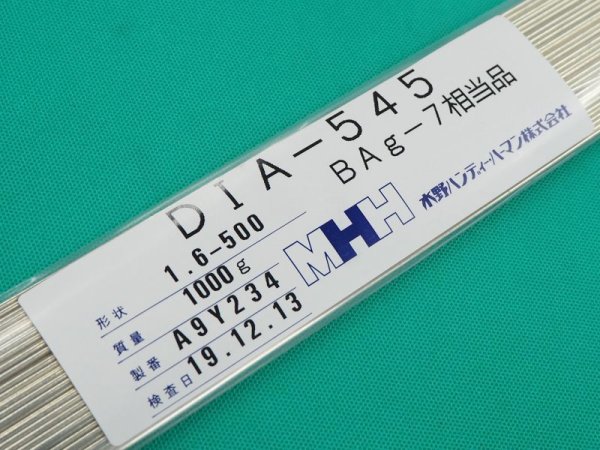 DIA-545
BAg-7相当品
形状 1.6-500
質量 1000g
製番 A9Y234
検査日 19.12.13
MHH 水野ハンディーハーマン株式会社